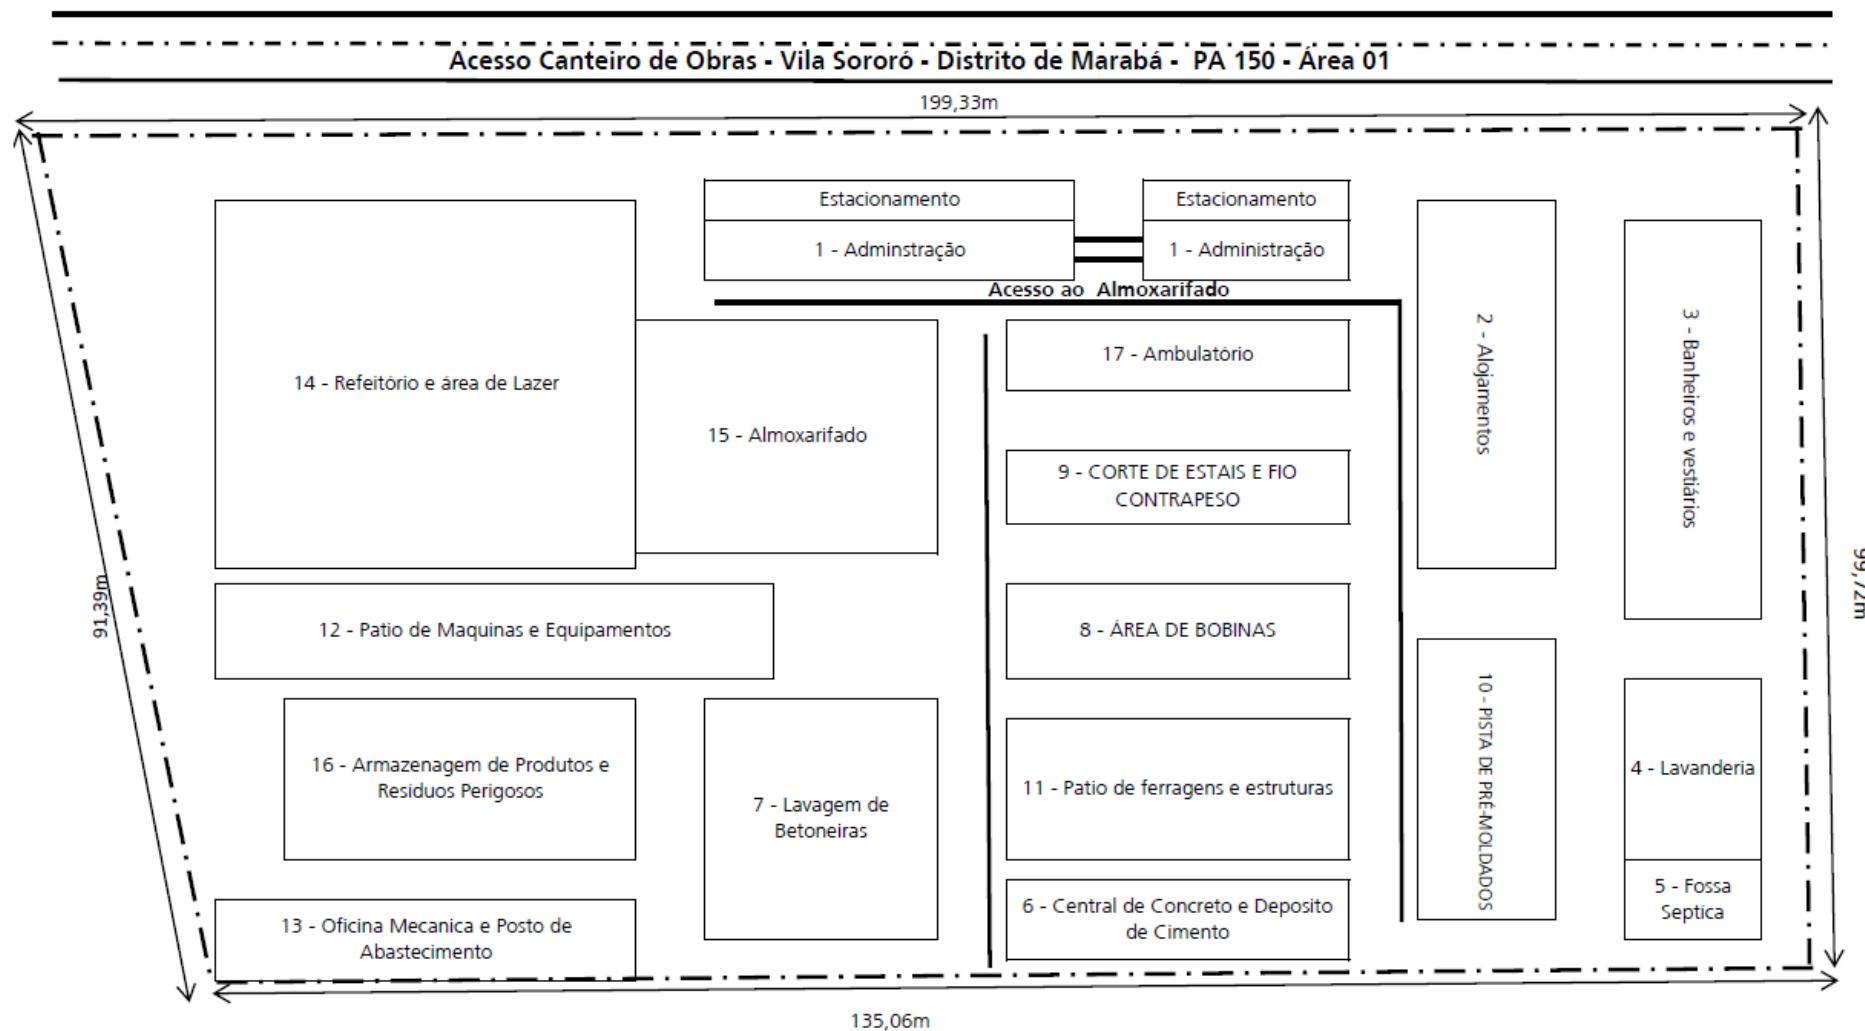 Acesso Canteiro de Obras - Vila Sororó - Distrito de Marabá - PA 150 - Área 01
199,33m
Estacionamento
Estacionamento
1 - Adminstração
1 - Administração
Acesso ao Almoxarifado
14 - Refeitório e área de Lazer
15 - Almoxarifado
17 - Ambulatório
9 - CORTE DE ESTAIS E FIO
CONTRAPESO
2 - Alojamentos
3 - Banheiros e vestiários
91,39m
99,72m
12 - Patio de Maquinas e Equipamentos
8 - ÁREA DE BOBINAS
16 - Armazenagem de Produtos e
Residuos Perigosos
7 - Lavagem de
Betoneiras
11 - Patio de ferragens e estruturas
10 - PISTA DE PRÉ-MOLDADOS
4 - Lavanderia
5 - Fossa
Septica
13 - Oficina Mecanica e Posto de
Abastecimento
6 - Central de Concreto e Deposito
de Cimento
135,06m